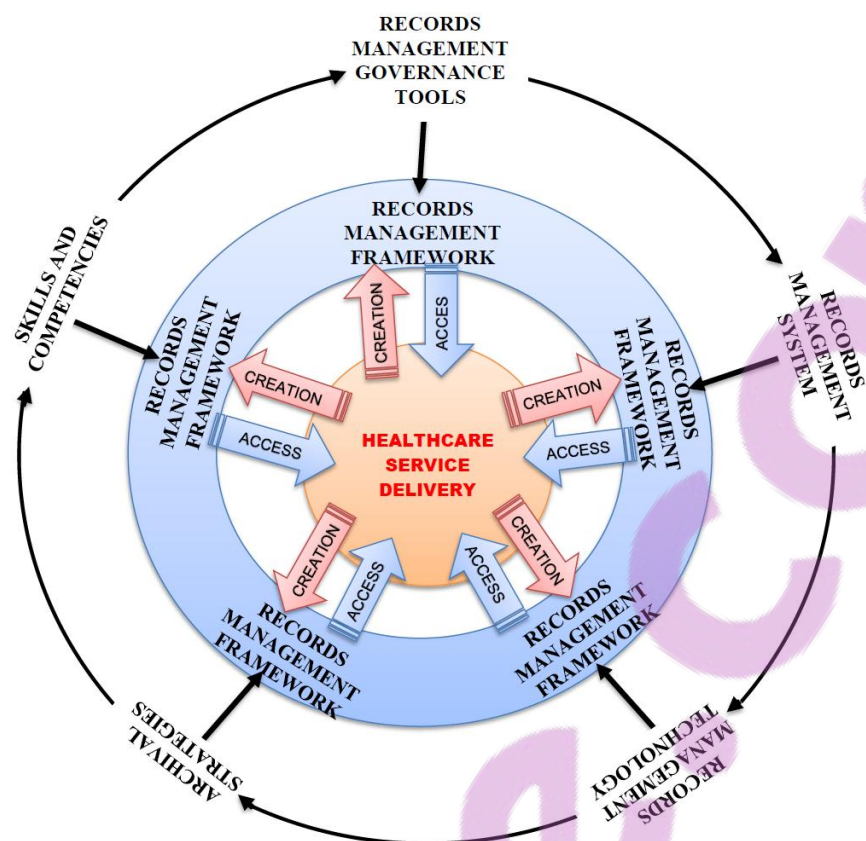 RECORDS
MANAGEMENT
GOVERNANCE
TOOLS
RECORDS
MANAGEMENT
SYSTEM
RECORDS
MANAGEMENT
TECHNOLOGY
ARCHIVAL
STRATEGIES
SKILLS AND
COMPETENCIES
RECORDS
MANAGEMENT
FRAMEWORK
RECORDS
MANAGEMENT
FRAMEWORK
RECORDS
MANAGEMENT
FRAMEWORK
RECORDS
MANAGEMENT
FRAMEWORK
RECORDS
MANAGEMENT
FRAMEWORK
CREATION
ACCES
CREATION
ACCESS
CREATION
ACCESS
CREATION
ACCESS
CREATION
ACCESS
HEALTHCARE
SERVICE
DELIVERY